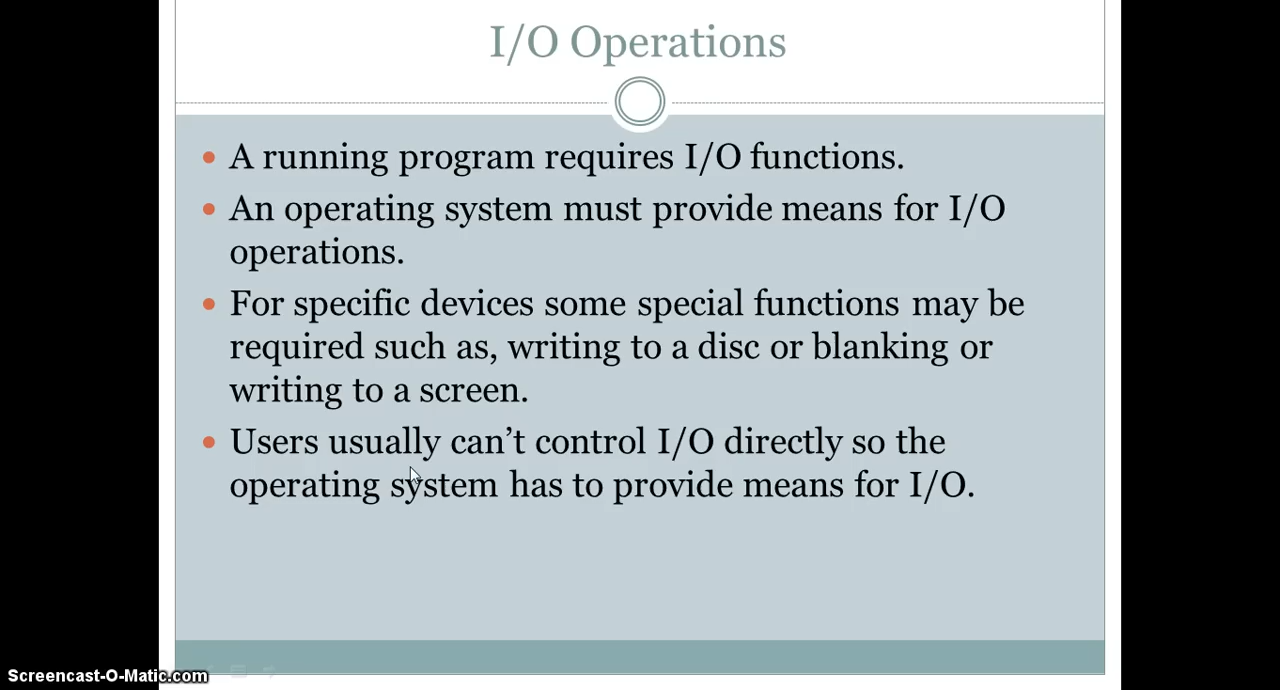 I/O Operations
• A running program requires I/O functions.
• An operating system must provide means for I/O
operations.
• For specific devices some special functions may be
required such as, writing to a disc or blanking or
writing to a screen.
• Users usually can’t control I/O directly so the
operating system has to provide means for I/O.
Screencast-O-Matic.com